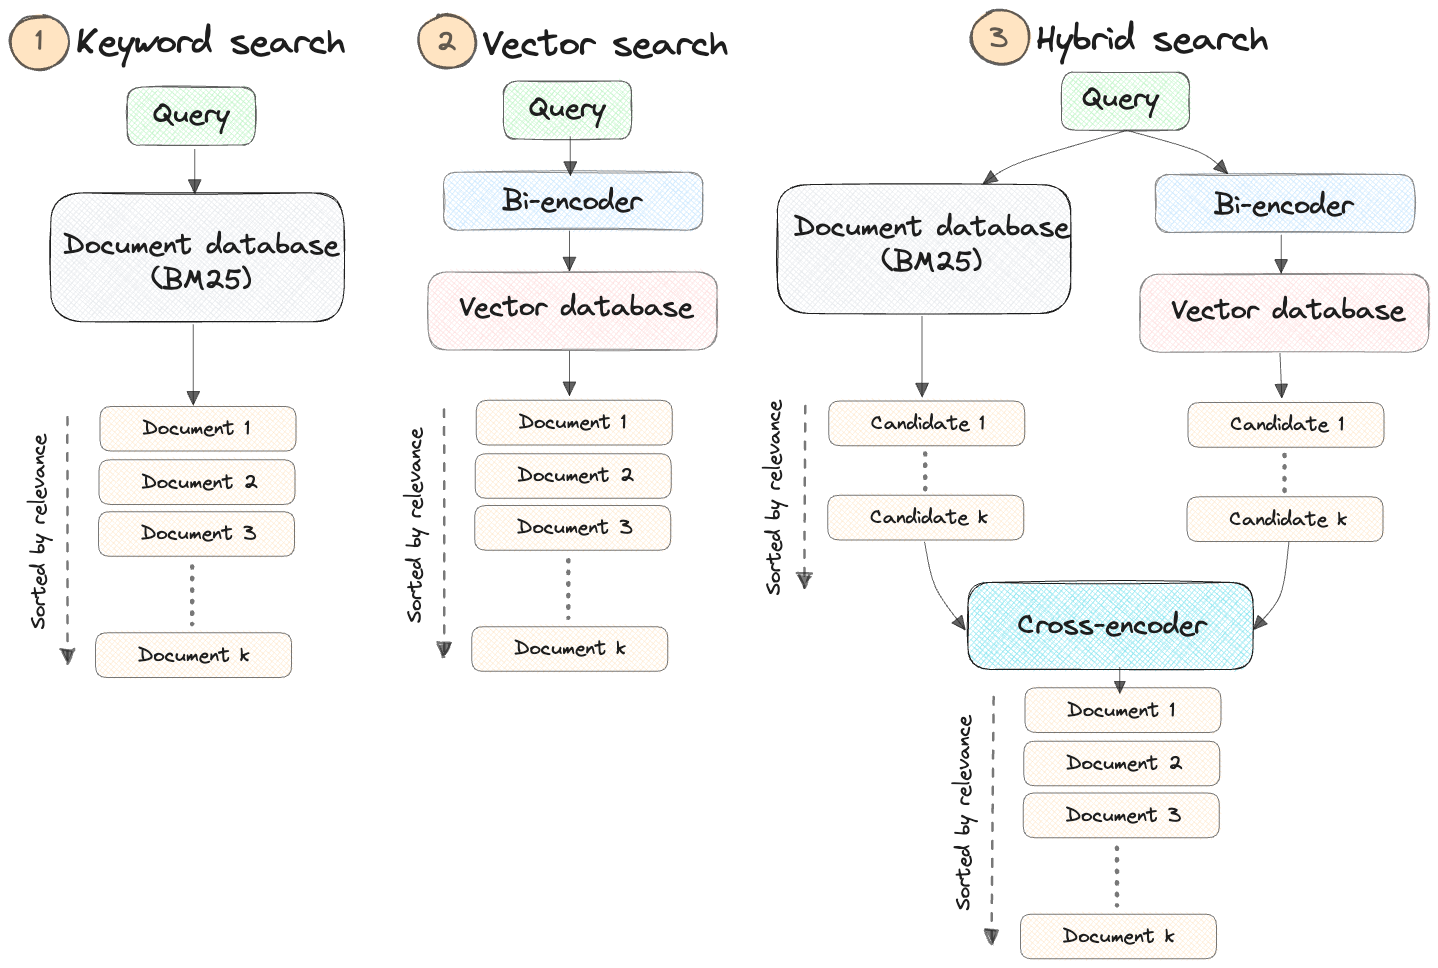 1 Keyword search
Query
Document database
(BM25)
Sorted by relevance
Document 1
Document 2
Document 3
Document k
2 Vector search
Query
Bi-encoder
Vector database
Sorted by relevance
Document 1
Document 2
Document 3
Document k
3 Hybrid search
Query
Document database
(BM25)
Bi-encoder
Vector database
Sorted by relevance
Candidate 1
Candidate k
Candidate 1
Candidate k
Cross-encoder
Sorted by relevance
Document 1
Document 2
Document 3
Document k